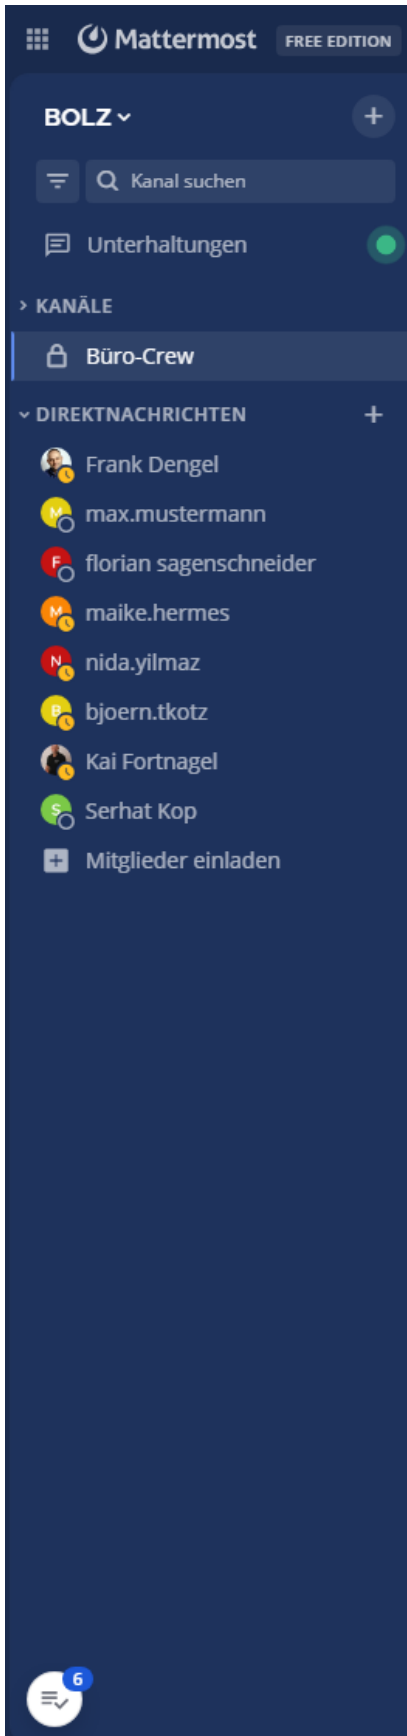 Mattermost FREE EDITION
BOLZ
Kanal suchen
Unterhaltungen
KANÄLE
Büro-Crew
DIREKTNACHRICHTEN
Frank Dengel
M max.mustermann
F florian sagenschneider
M maike.hermes
N nida.yilmaz
B bjoern.tkotz
Kai Fortnagel
S Serhat Kop
Mitglieder einladen
6